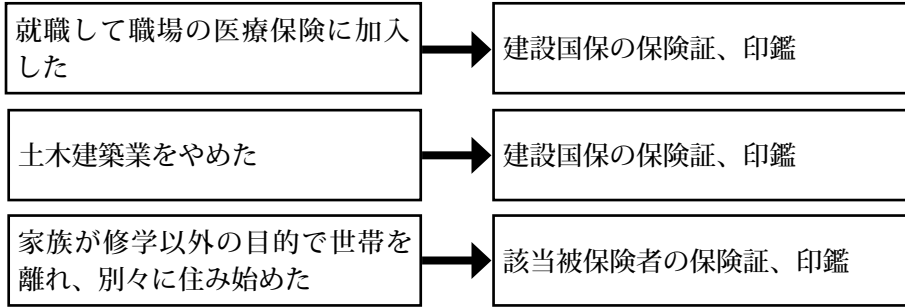 就職して職場の医療保険に加入
した
建設国保の保険証、印鑑
土木建築業をやめた
建設国保の保険証、印鑑
家族が修学以外の目的で世帯を
離れ、別々に住み始めた
該当被保険者の保険証、印鑑